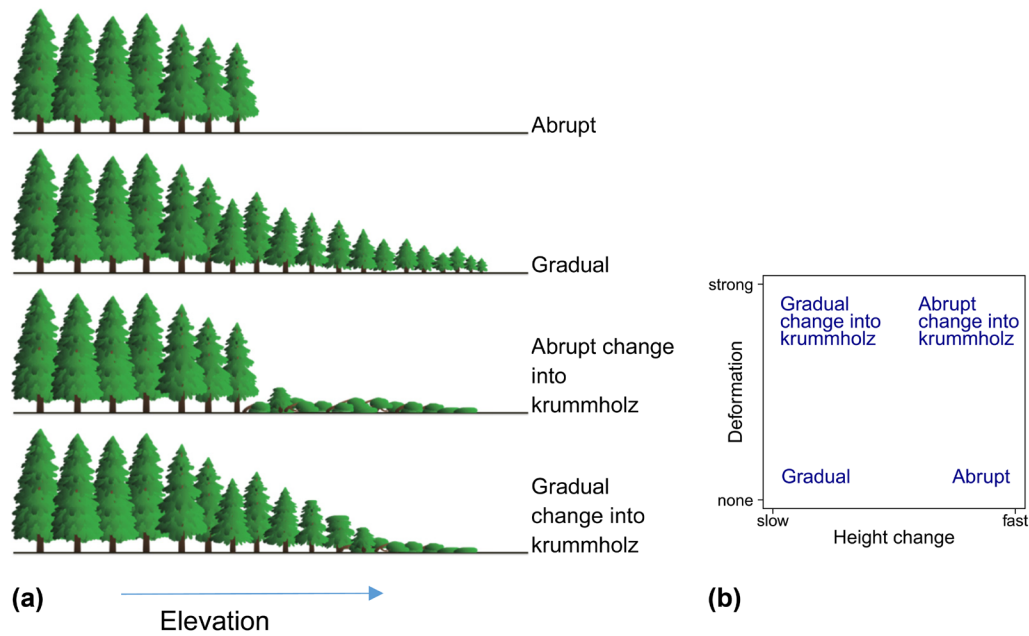 Abrupt
Gradual
Abrupt change
into
krummholz
Gradual
change into
krummholz
(a)
Elevation
strong
Deformation
none
Gradual
change into
krummholz
Abrupt
change into
krummholz
Gradual
Abrupt
slow
fast
Height change
(b)